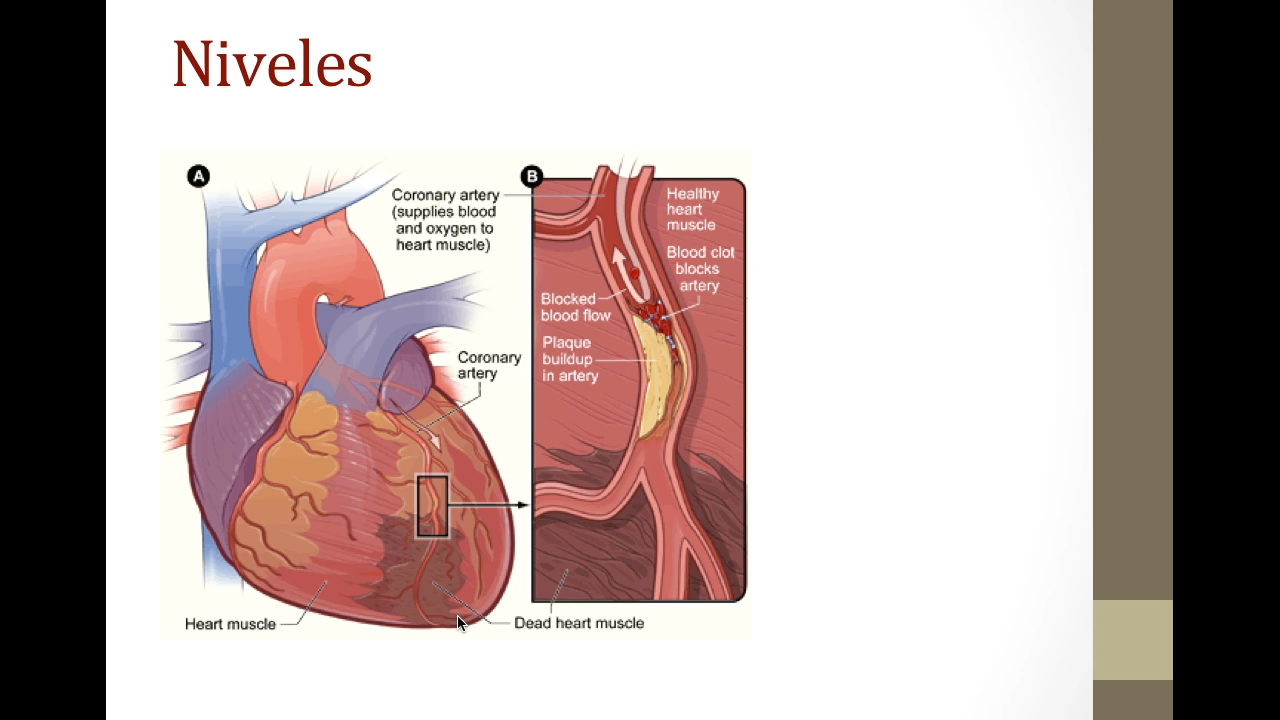 Niveles
A
Coronary artery
(supplies blood
and oxygen to
heart muscle)
Coronary
artery
Heart muscle
Dead heart muscle
B
Healthy
heart
muscle
Blood clot
blocks
artery
Blocked
blood flow
Plaque
buildup
in artery